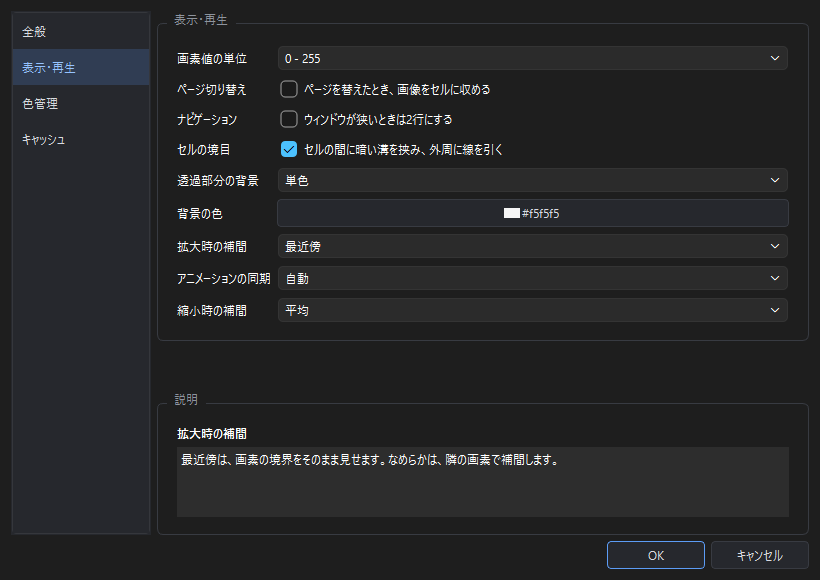 全般
表示・再生
色管理
キャッシュ
表示・再生
画素値の単位
0 - 255
ページ切り替え
ページを替えたとき、画像をセルに収める
ナビゲーション
ウィンドウが狭いときは2行にする
セルの境目
セルの間に暗い溝を挟み、外周に線を引く
透過部分の背景
単色
背景の色
#f5f5f5
拡大時の補間
最近傍
アニメーションの同期
自動
縮小時の補間
平均
説明
拡大時の補間
最近傍は、画素の境界をそのまま見せます。なめらかは、隣の画素で補間します。
OK
キャンセル